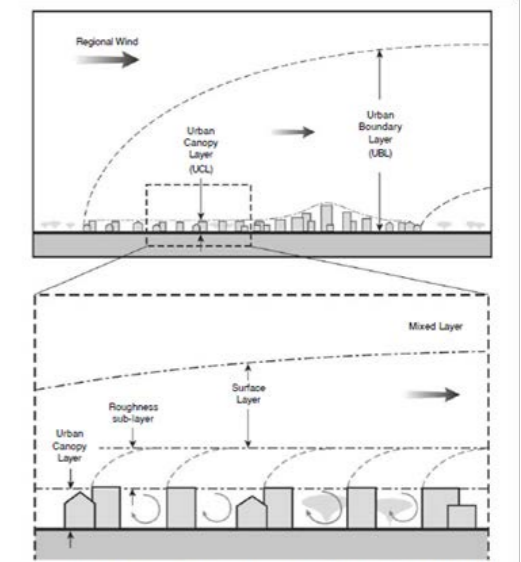 Regional Wind
Urban
Canopy
Layer
(UCL)
Urban
Boundary
Layer
(UBL)
Mixed Layer
Surface
Layer
Roughness
sub-layer
Urban
Canopy
Layer